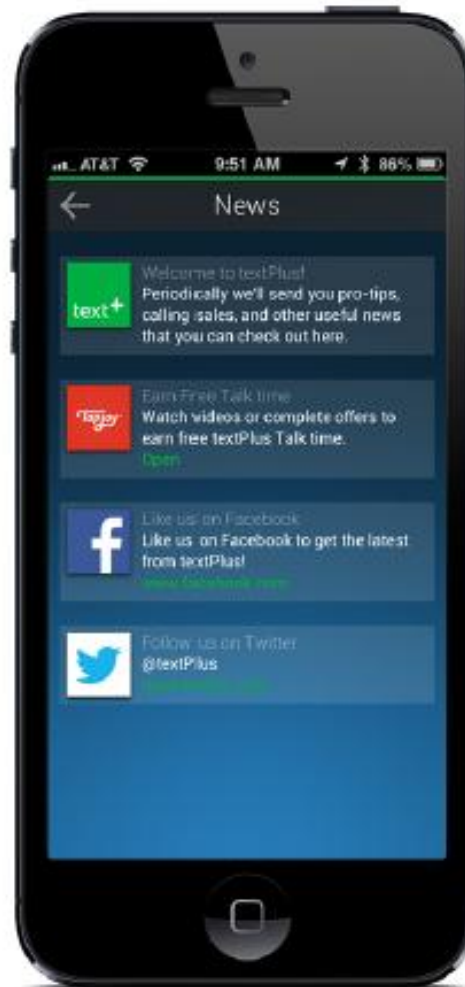 AT&T 9:51 AM 86%
News
text+
Welcome to textPlus!
Periodically we'll send you pro-tips,
calling sales, and other useful news
that you can check out here.
Tapjoy
Earn Free Talk time
Watch videos or complete offers to
earn free textPlus Talk time.
Open
f
Like us on Facebook
Like us on Facebook to get the latest
from textPlus!
www.facebook.com
Follow us on Twitter
@textPlus